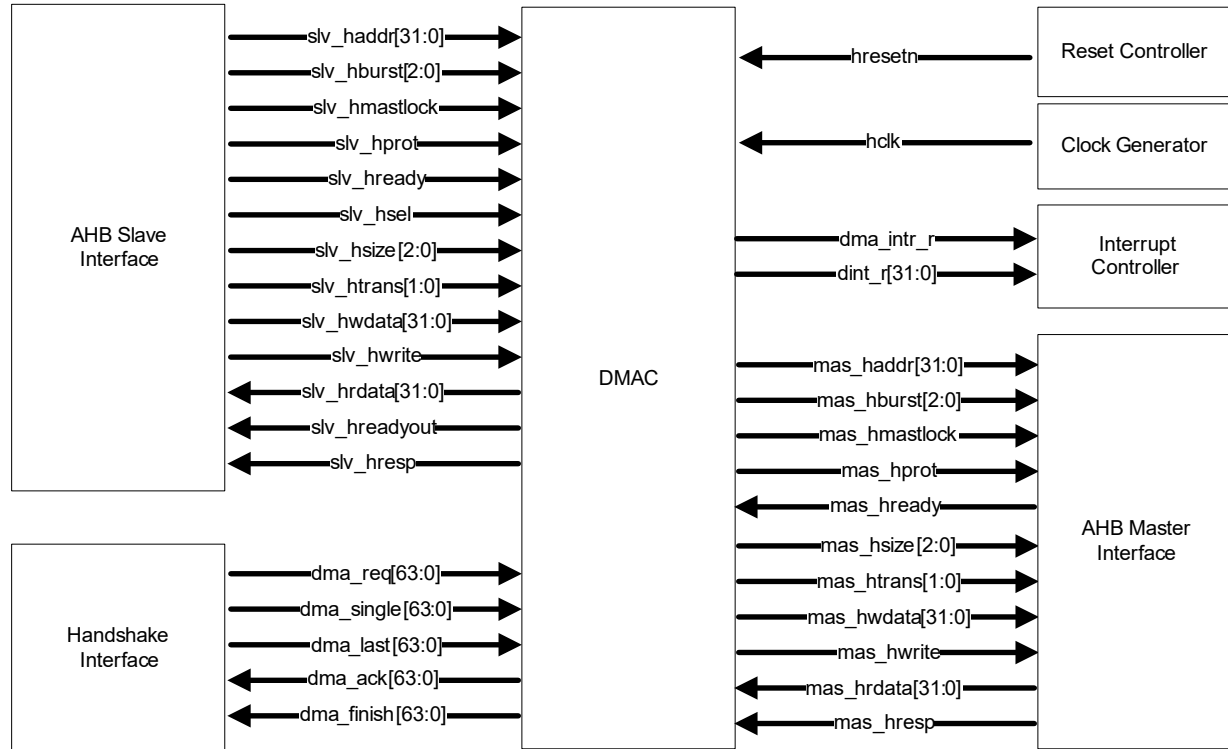 AHB Slave
Interface
slv_haddr[31:0]
slv_hburst[2:0]
slv_hmastlock
slv_hprot
slv_hready
slv_hsel
slv_hsize[2:0]
slv_htrans[1:0]
slv_hwdata[31:0]
slv_hwrite
slv_hrdata[31:0]
slv_hreadyout
slv_hresp
Handshake
Interface
dma_req[63:0]
dma_single[63:0]
dma_last[63:0]
dma_ack[63:0]
dma_finish[63:0]
DMAC
hresetn
Reset Controller
hclk
Clock Generator
dma_intr_r
dint_r[31:0]
Interrupt
Controller
mas_haddr[31:0]
mas_hburst[2:0]
mas_hmastlock
mas_hprot
mas_hready
mas_hsize[2:0]
mas_htrans[1:0]
mas_hwdata[31:0]
mas_hwrite
mas_hrdata[31:0]
mas_hresp
AHB Master
Interface